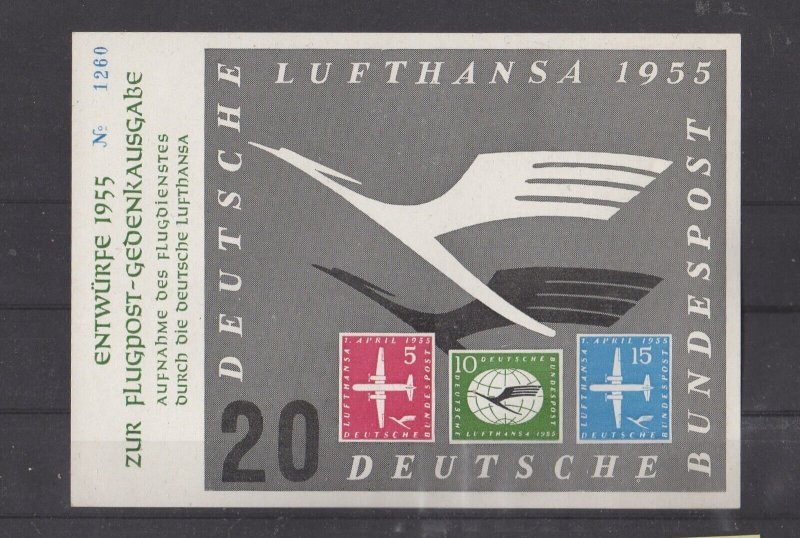 ENTWÜRFE 1955 № 1260
ZUR FLUGPOST-GEDENKAUSGABE
AUFNAHME DES FLUGDIENSTES
DURCH DIE DEUTSCHE LUFTHANSA
DEUTSCHE
LUFTHANSA 1955
BUNDESPOST
1. APRIL 1955
5
LUFTHANSA
BUNDESPOST
DEUTSCHE
10
DEUTSCHE
DEUTSCHE
BUNDESPOST
LUFTHANSA 1955
1. APRIL 1955
15
LUFTHANSA
BUNDESPOST
DEUTSCHE
20
DEUTSCHE